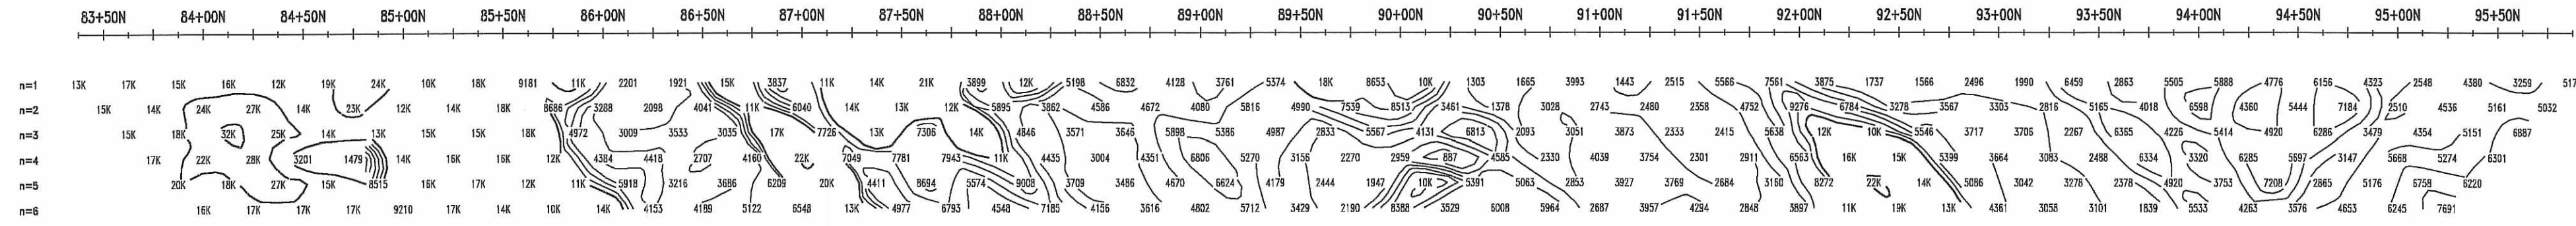 83+50N 84+00N 84+50N 85+00N 85+50N 86+00N 86+50N 87+00N 87+50N 88+00N 88+50N 89+00N 89+50N 90+00N 90+50N 91+00N 91+50N 92+00N 92+50N 93+00N 93+50N 94+00N 94+50N 95+00N 95+50N
n=1 13K 17K 15K 16K 12K 19K 24K 10K 18K 9181 11K 2201 1921 15K 3837 11K 14K 21K 3899 12K 5198 6832 4128 3761 5374 18K 8653 10K 1303 1665 3993 1443 2515 5566 7561 3875 1737 1566 2496 1990 6459 2863 5505 5888 4776 6156 4323 2548 4380 3259 517
n=2 15K 14K 24K 27K 14K 23K 12K 14K 18K 8686 3288 2098 4041 11K 6040 14K 13K 12K 5895 3862 4586 4672 4080 5816 4990 7539 8513 3461 1378 3028 2743 2480 2358 4752 9276 6784 3278 3567 3303 2816 5165 4018 6598 4360 5444 7184 2510 4536 5161 5032
n=3 15K 18K 32K 25K 14K 13K 15K 15K 18K 4972 3009 3533 3035 17K 7726 13K 7306 14K 4846 3571 3646 5898 5386 4987 2833 5567 4131 6813 2093 3051 3873 2333 2415 5638 12K 10K 5546 3717 3706 2267 6365 4226 5414 4920 6286 3479 4354 5151 6887
n=4 17K 22K 28K 3201 1479 14K 16K 16K 12K 4384 4418 2707 4160 22K 7049 7781 7943 11K 4435 3004 4351 6806 5270 3156 2270 2959 887 4585 2330 4039 3754 2301 2911 6563 16K 15K 5399 3664 3083 2488 6334 3320 6285 5697 3147 5668 5274 6301
n=5 20K 18K 27K 15K 8515 16K 17K 12K 11K 5918 3216 3686 6209 20K 4411 8694 5574 9008 3709 3486 4670 6624 4179 2444 1947 10K 5391 5063 2853 3927 3769 2684 3160 8272 22K 14K 5086 3042 3278 2378 4920 3753 7208 2865 5176 6758 6220
n=6 16K 17K 17K 17K 9210 17K 14K 10K 14K 4153 4189 5122 6548 13K 4977 6793 4548 7185 4156 3616 4802 5712 3429 2190 8388 3529 6008 5964 2687 3957 4294 2848 3897 11K 19K 13K 4361 3058 3101 1839 5533 4263 3576 4653 6245 7691